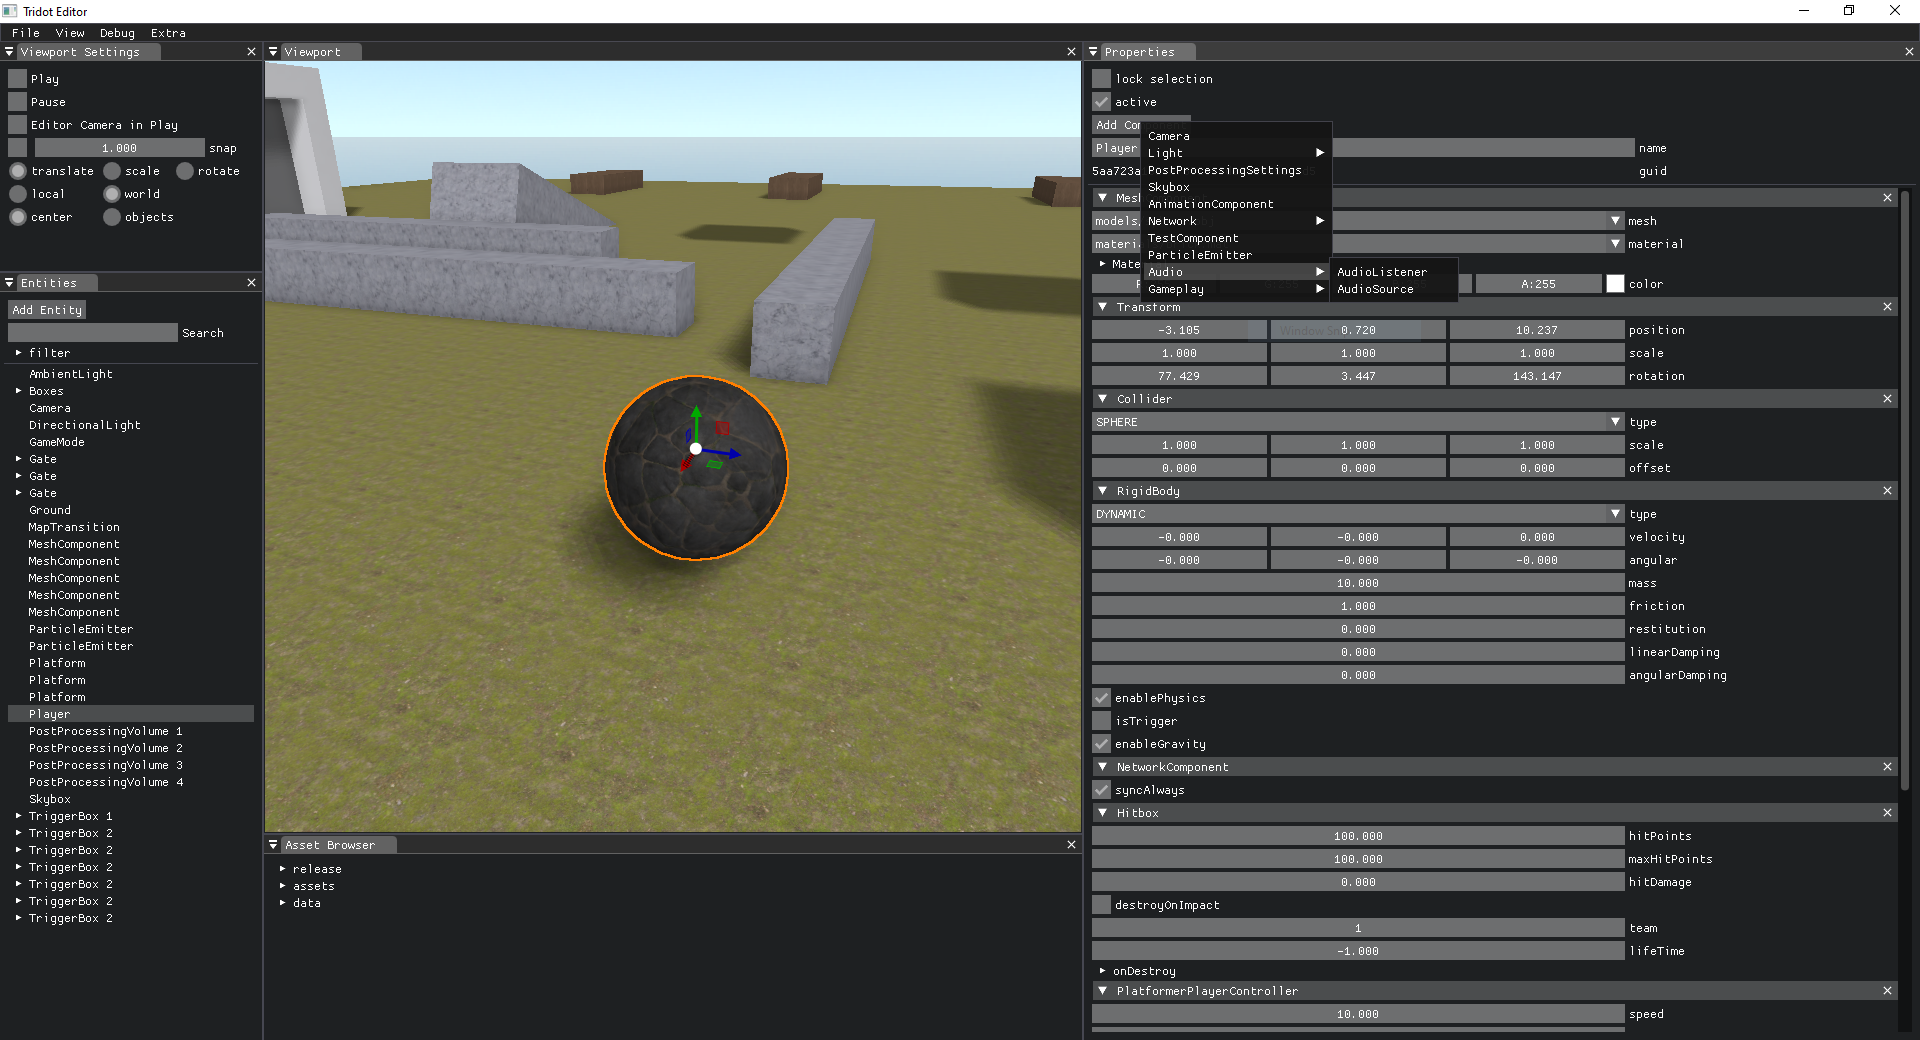 Tridot Editor
File View Debug Extra
Viewport Settings
Play
Pause
Editor Camera in Play
1.000 snap
translate scale rotate
local world
center objects
Entities
Add Entity
Search
filter
AmbientLight
Boxes
Camera
DirectionalLight
GameMode
Gate
Gate
Gate
Ground
MapTransition
MeshComponent
MeshComponent
MeshComponent
MeshComponent
MeshComponent
ParticleEmitter
ParticleEmitter
Platform
Platform
Platform
Player
PostProcessingVolume 1
PostProcessingVolume 2
PostProcessingVolume 3
PostProcessingVolume 4
Skybox
TriggerBox 1
TriggerBox 2
TriggerBox 2
TriggerBox 2
TriggerBox 2
TriggerBox 2
TriggerBox 2
Viewport
Asset Browser
release
assets
data
Properties
lock selection
active
Add Co
Player name
5aa723a guid
Camera
Light
PostProcessingSettings
Skybox
AnimationComponent
Network
TestComponent
ParticleEmitter
Audio
Gameplay
AudioListener
AudioSource
Mes
models mesh
materi material
Mate
A:255 color
Transform
-3.105 0.720 10.237 position
1.000 1.000 1.000 scale
77.429 3.447 143.147 rotation
Collider
SPHERE type
1.000 1.000 1.000 scale
0.000 0.000 0.000 offset
RigidBody
DYNAMIC type
-0.000 -0.000 0.000 velocity
-0.000 -0.000 -0.000 angular
10.000 mass
1.000 friction
0.000 restitution
0.000 linearDamping
0.000 angularDamping
enablePhysics
isTrigger
enableGravity
NetworkComponent
syncAlways
Hitbox
100.000 hitPoints
100.000 maxHitPoints
0.000 hitDamage
destroyOnImpact
1 team
-1.000 lifeTime
onDestroy
PlatformerPlayerController
10.000 speed